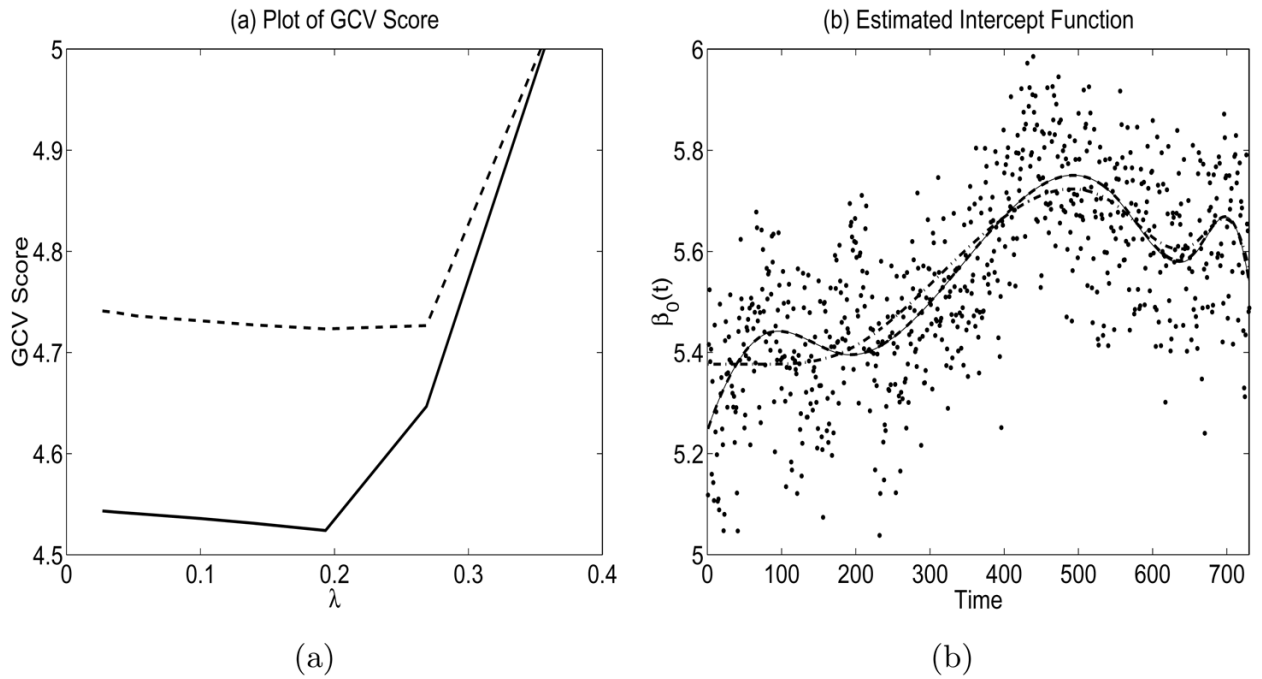 (a) Plot of GCV Score
5
4.9
4.8
4.7
4.6
4.5
GCV Score
0 0.1 0.2 0.3 0.4
λ
(a)
(b) Estimated Intercept Function
6
5.8
5.6
5.4
5.2
5
β0(t)
0 100 200 300 400 500 600 700
Time
(b)